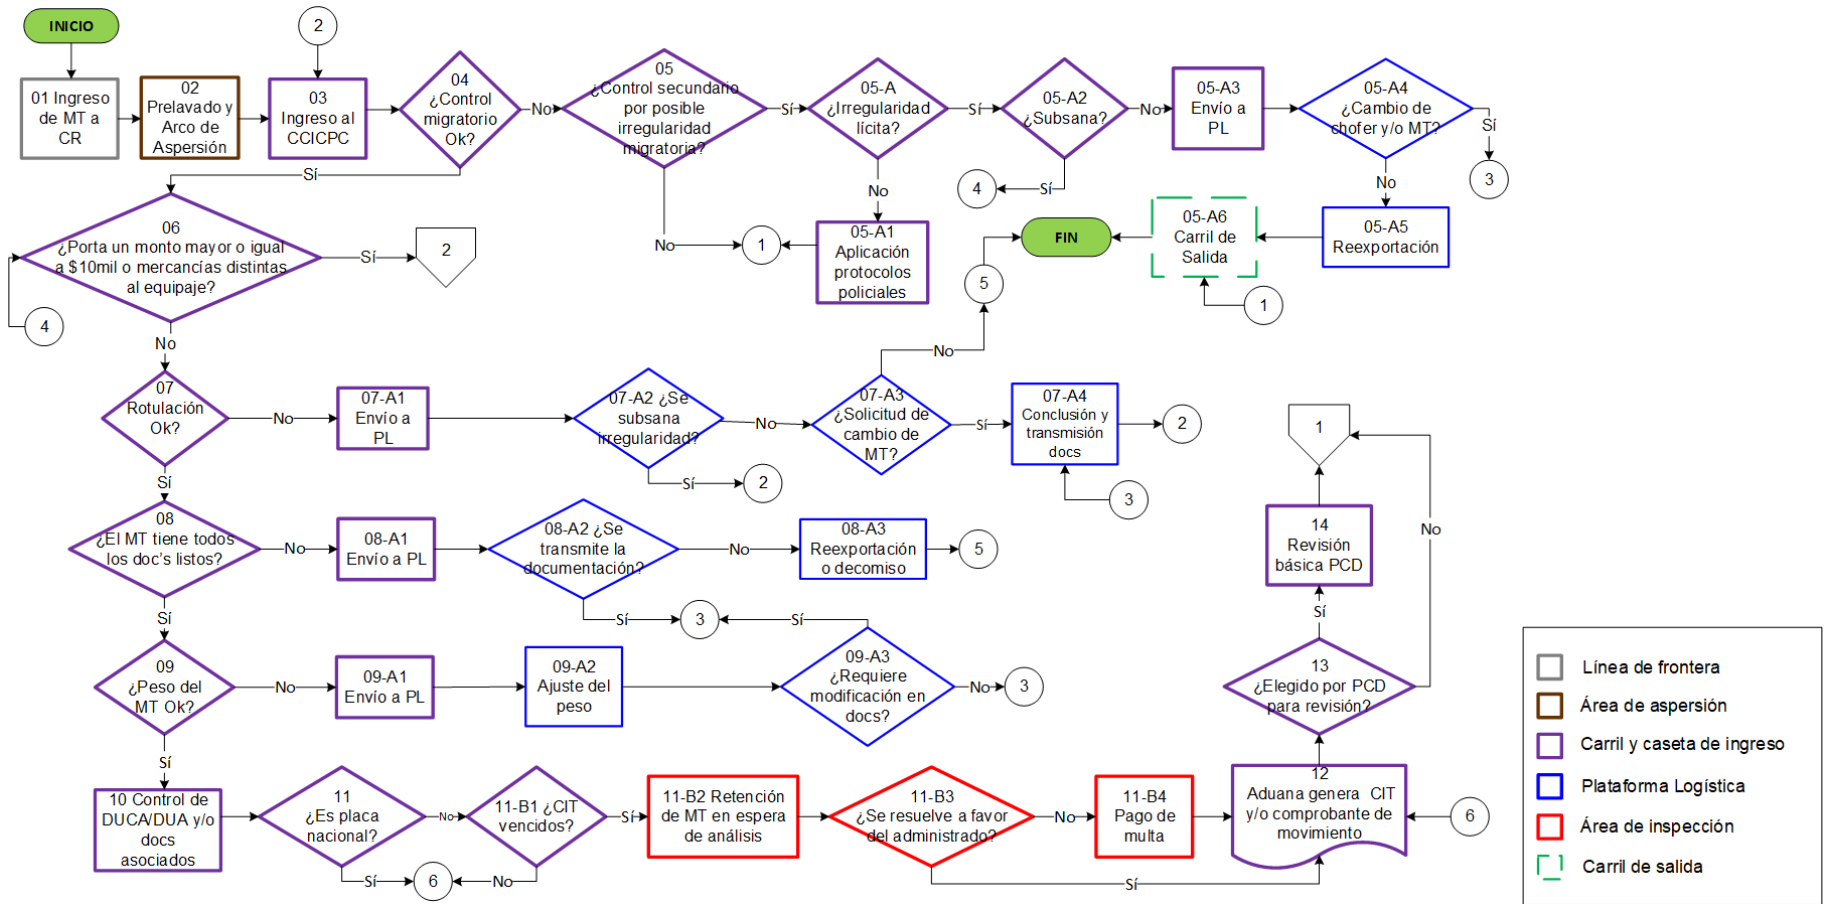 INICIO
2
01 Ingreso
de MT a
CR
02
Prelavado y
Arco de
Aspersión
03
Ingreso al
CCICPC
04
¿Control
migratorio
Ok?
No
05
¿Control secundario
por posible
irregularidad
migratoria?
Sí
05-A
¿Irregularidad
lícita?
Sí
05-A2
¿Subsana?
No
05-A3
Envío a
PL
05-A4
¿Cambio de
chofer y/o MT?
Sí
3
Sí
No
No
4
Sí
No
05-A1
Aplicación
protocolos
policiales
1
FIN
05-A6
Carril de
Salida
05-A5
Reexportación
1
5
06
¿Porta un monto mayor o igual
a $10mil o mercancías distintas
al equipaje?
Sí
2
4
No
No
07
Rotulación
Ok?
No
07-A1
Envío a
PL
07-A2 ¿Se
subsana
irregularidad?
No
07-A3
¿Solicitud de
cambio de
MT?
Sí
07-A4
Conclusión y
transmisión
docs
2
Sí
2
3
Sí
08
¿El MT tiene todos
los doc's listos?
No
08-A1
Envío a PL
08-A2 ¿Se
transmite la
documentación?
No
08-A3
Reexportación
o decomiso
5
Sí
3
Sí
Sí
09
¿Peso del
MT Ok?
No
09-A1
Envío a PL
09-A2
Ajuste del
peso
09-A3
¿Requiere
modificación en
docs?
No
3
Sí
10 Control de
DUCA/DUA y/o
docs
asociados
11
¿Es placa
nacional?
No
11-B1 ¿CIT
vencidos?
Sí
11-B2 Retención
de MT en espera
de análisis
11-B3
¿Se resuelve a favor
del administrado?
No
11-B4
Pago de
multa
12
Aduana genera CIT
y/o comprobante de
movimiento
6
Sí
6
No
Sí
13
¿Elegido por PCD
para revisión?
Sí
No
14
Revisión
básica PCD
1
Línea de frontera
Área de aspersión
Carril y caseta de ingreso
Plataforma Logística
Área de inspección
Carril de salida